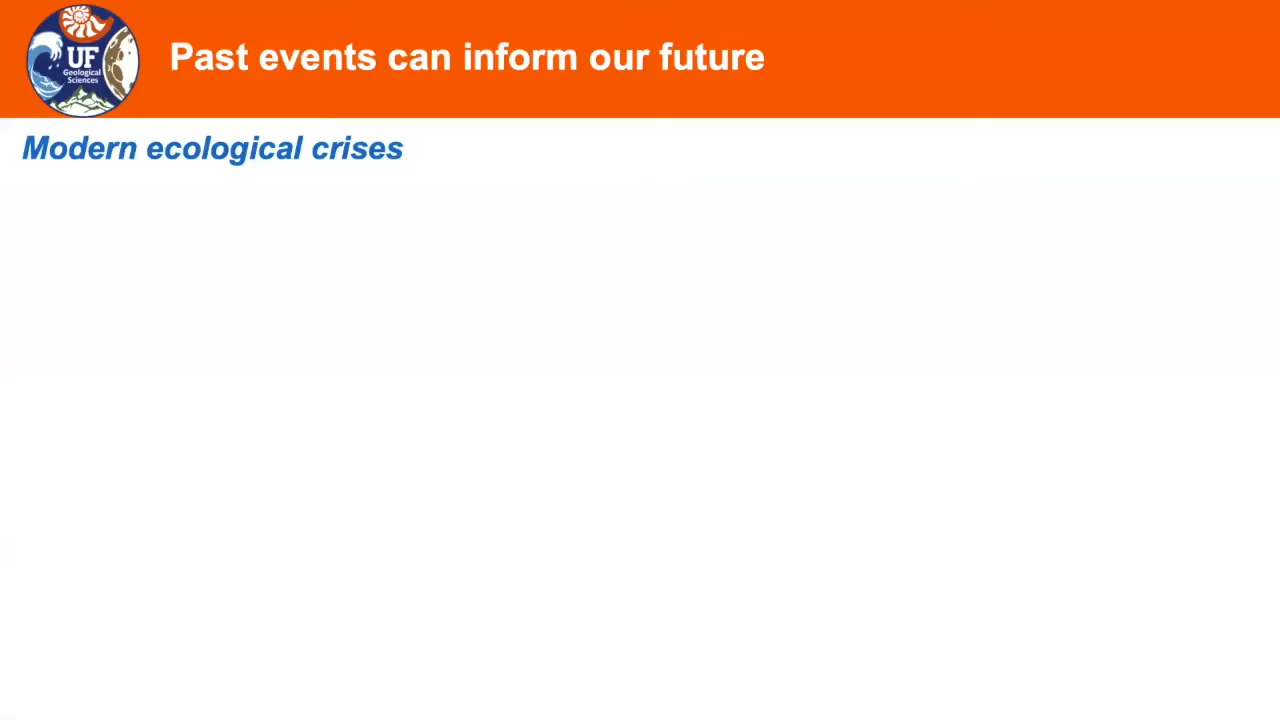 Past events can inform our future
UF
Geological
Sciences
Modern ecological crises